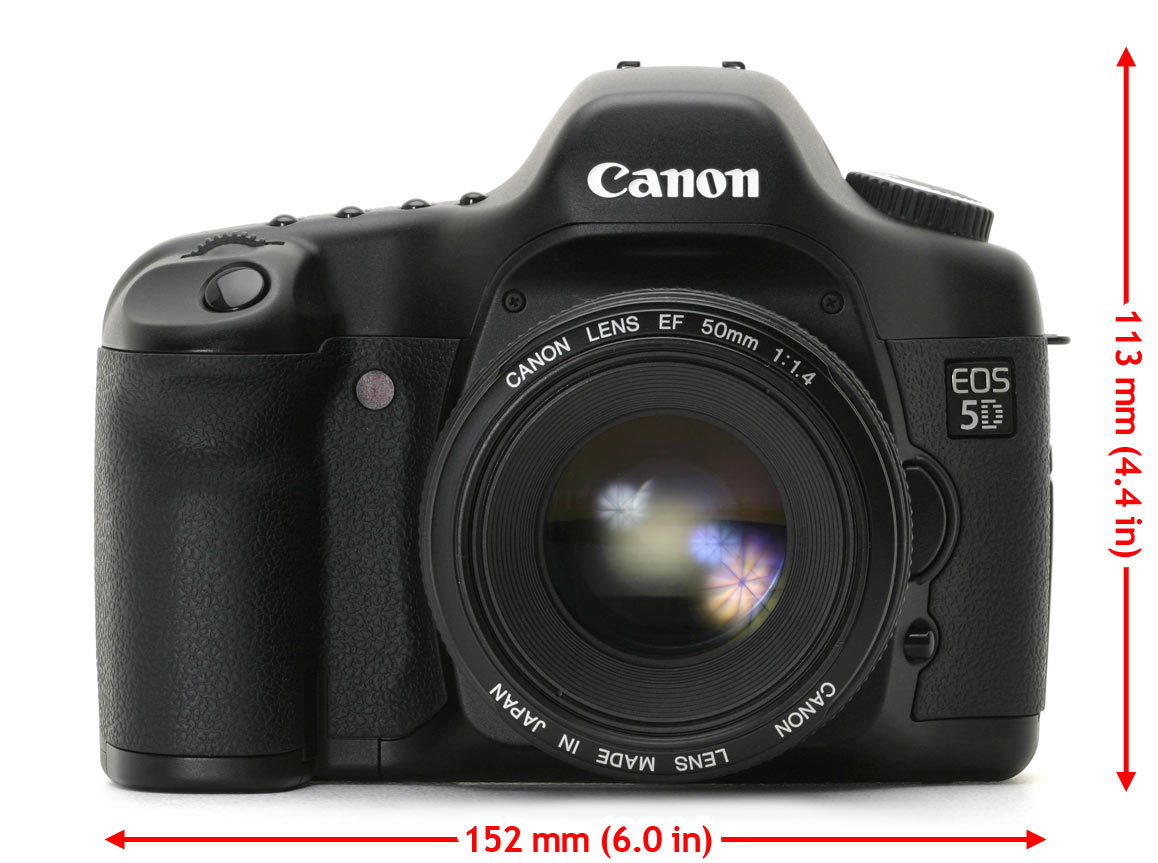 Canon
CANON LENS EF 50mm 1:1.4
EOS
5D
113 mm (4.4 in)
CANON LENS MADE IN JAPAN
152 mm (6.0 in)